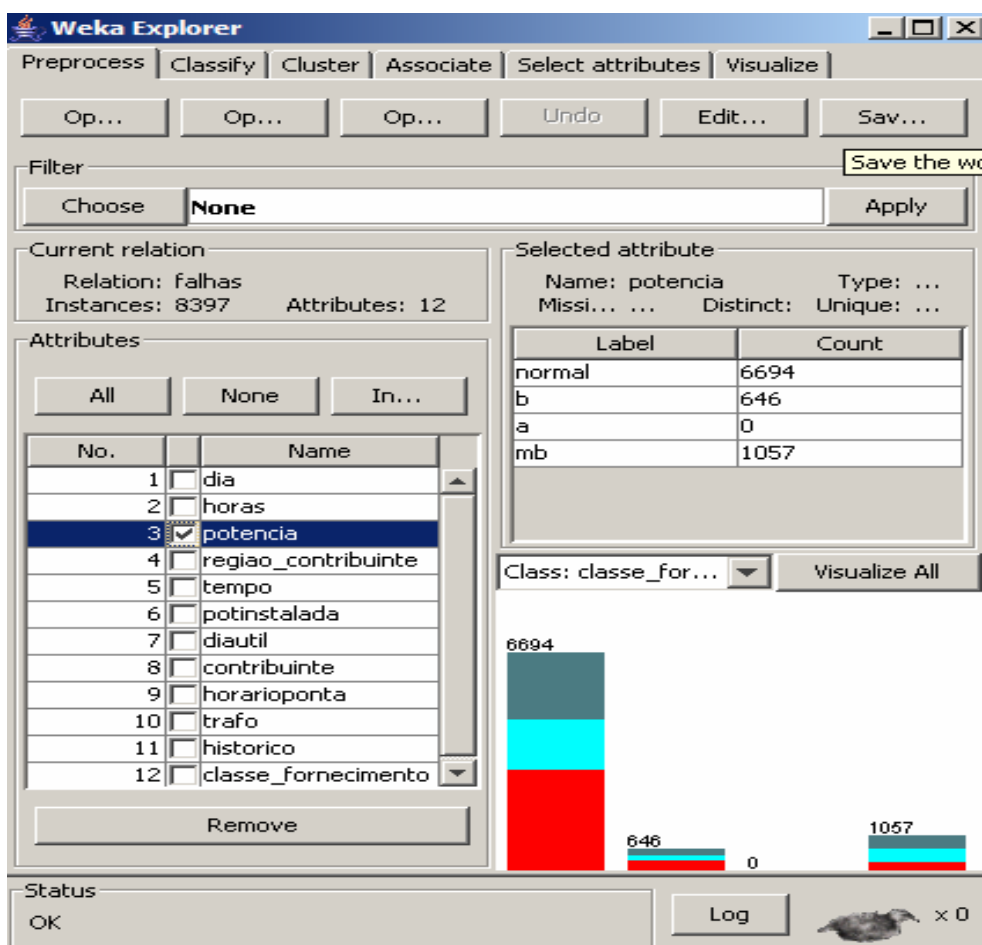 Weka Explorer
Preprocess Classify Cluster Associate Select attributes Visualize
Op... Op... Op... Undo Edit... Sav...
Save the wo
Filter
Choose None Apply
Current relation
Relation: falhas
Instances: 8397 Attributes: 12
Selected attribute
Name: potencia Type: ...
Missi... ... Distinct: Unique: ...
Label Count
normal 6694
b 646
a 0
mb 1057
Attributes
All None In...
No. Name
1 dia
2 horas
3 potencia
4 regiao_contribuinte
5 tempo
6 potinstalada
7 diautil
8 contribuinte
9 horarioponta
10 trafo
11 historico
12 classe_fornecimento
Remove
Class: classe_for... Visualize All
6694
646
0
1057
Status
OK
Log
x 0